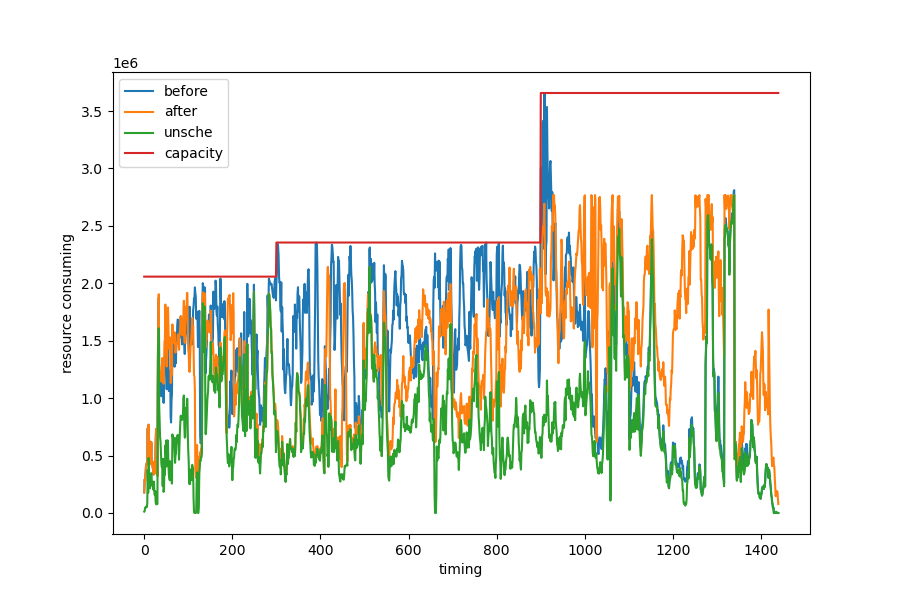 1e6
before
after
unsche
capacity
3.5
3.0
2.5
2.0
1.5
1.0
0.5
0.0
resource consuming
0 200 400 600 800 1000 1200 1400
timing